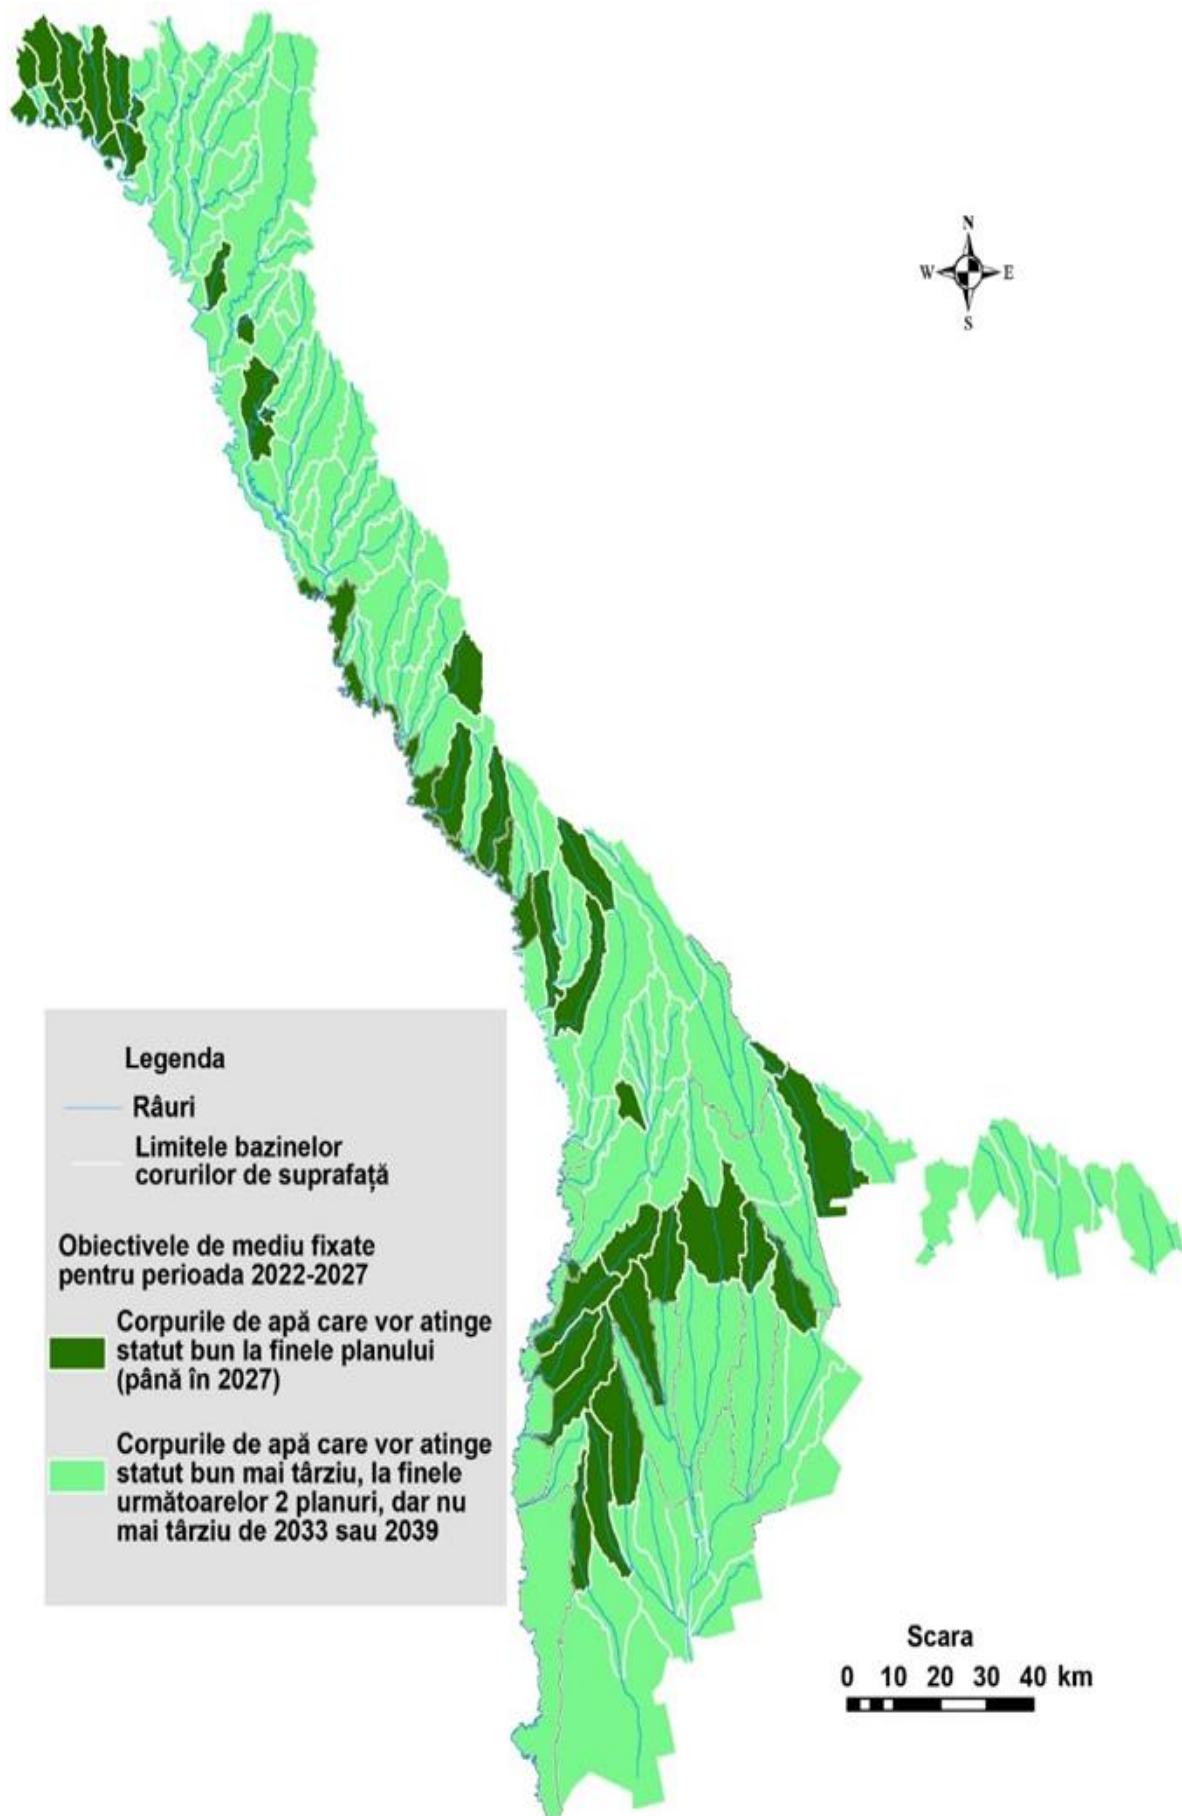 N
W E
S
Legenda
Râuri
Limitele bazinelor
corurilor de suprafață
Obiectivele de mediu fixate
pentru perioada 2022-2027
Corpurile de apă care vor atinge
statut bun la finele planului
(până în 2027)
Corpurile de apă care vor atinge
statut bun mai târziu, la finele
următoarelor 2 planuri, dar nu
mai târziu de 2033 sau 2039
Scara
0 10 20 30 40 km